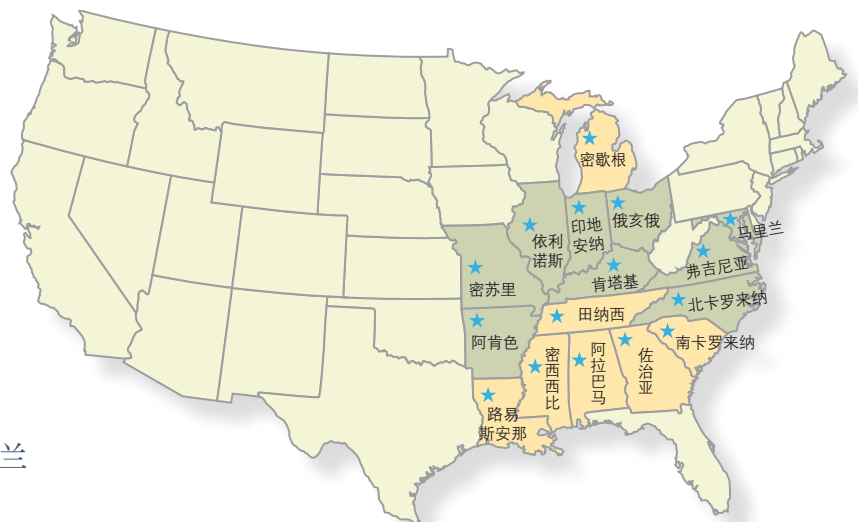 密歇根
俄亥俄
印地
安纳
依利
诺斯
马里兰
弗吉尼亚
肯塔基
密苏里
北卡罗来纳
田纳西
阿肯色
南卡罗来纳
密西西比
阿拉巴马
佐治亚
路易
斯安那
兰